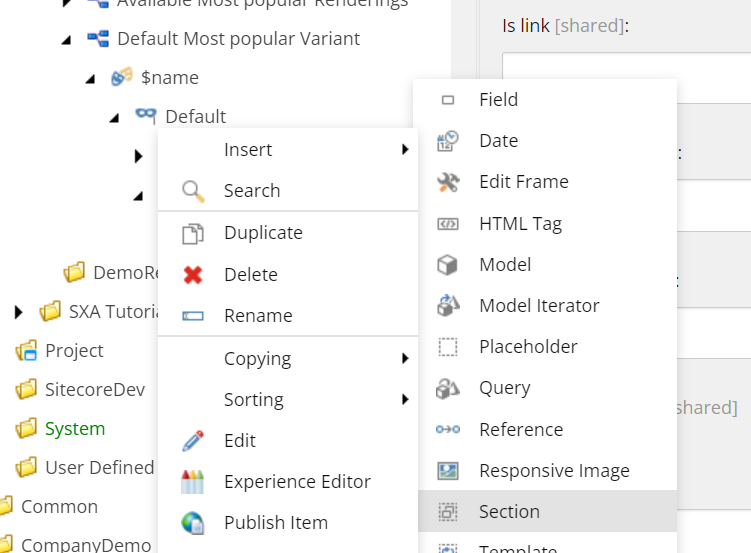 Available Most popular Renderings
Is link [shared]:
Default Most popular Variant
$name
Default
Field
Date
Edit Frame
HTML Tag
Model
Model Iterator
Placeholder
Query
Reference
Responsive Image
Section
Template
Insert
Search
Duplicate
Delete
Rename
Copying
Sorting
Edit
Experience Editor
Publish Item
:
:
shared]
DemoRe
SXA Tutoria
Project
SitecoreDev
System
User Defined
Common
CompanyDemo